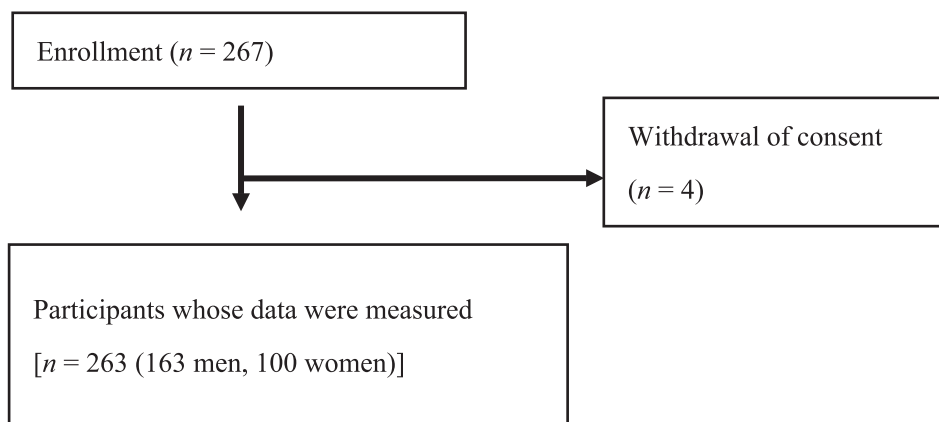 Enrollment (n = 267)
Withdrawal of consent
(n = 4)
Participants whose data were measured
[n = 263 (163 men, 100 women)]